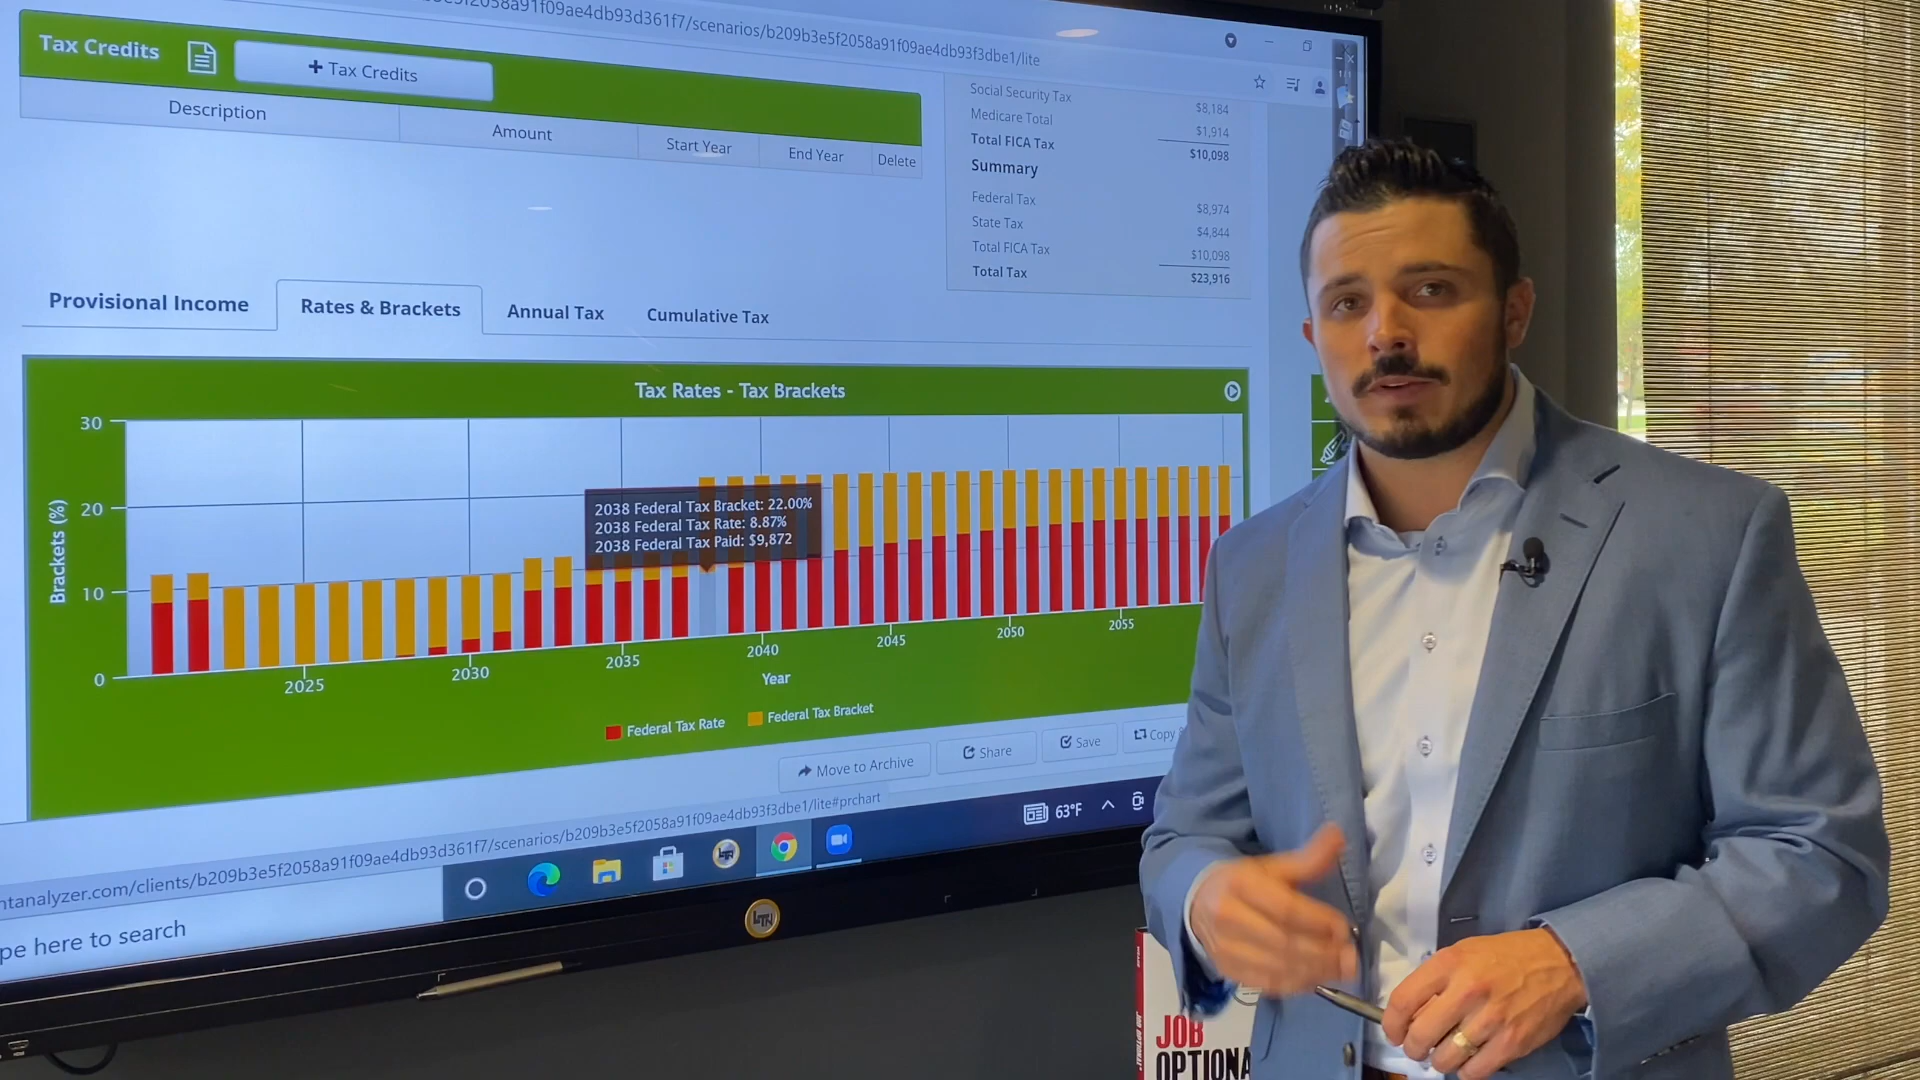 058a91f09ae4db93d361f7/scenarios/b209b3e5f2058a91f09ae4db93f3dbe1/lite
Tax Credits
+ Tax Credits
Description
Amount
Start Year
End Year
Delete
Social Security Tax $8,184
Medicare Total $1,914
Total FICA Tax $10,098
Summary
Federal Tax $8,974
State Tax $4,844
Total FICA Tax $10,098
Total Tax $23,916
Provisional Income
Rates & Brackets
Annual Tax
Cumulative Tax
Tax Rates - Tax Brackets
Brackets (%)
30
20
10
0
2038 Federal Tax Bracket: 22.00%
2038 Federal Tax Rate: 8.87%
2038 Federal Tax Paid: $9,872
2025
2030
2035
2040
2045
2050
2055
Year
Federal Tax Rate
Federal Tax Bracket
Move to Archive
Share
Save
Copy
ntanalyzer.com/clients/b209b3e5f2058a91f09ae4db93d361f7/scenarios/b209b3e5f2058a91f09ae4db93f3dbe1/lite#prchart
pe here to search
63°F
LTN
JOB
OPTIONA